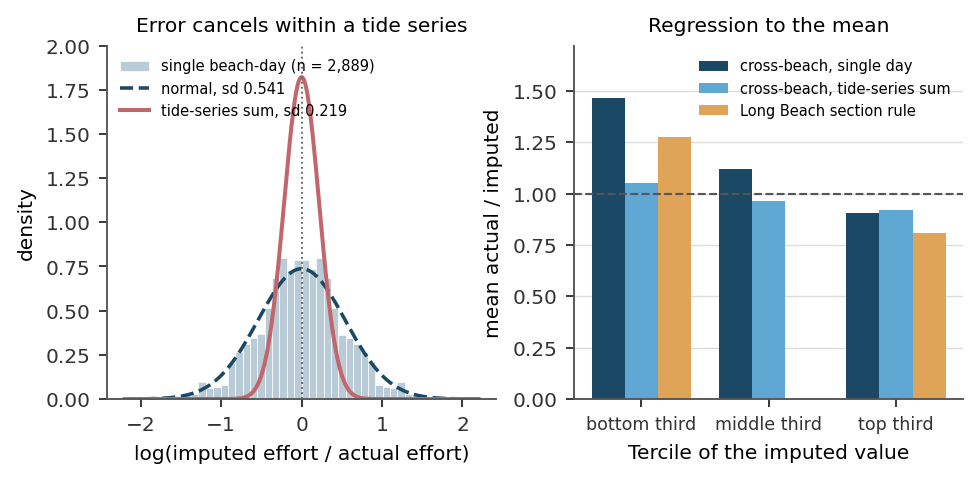 Error cancels within a tide series
single beach-day (n = 2,889)
normal, sd 0.541
tide-series sum, sd 0.219
density
2.00
1.75
1.50
1.25
1.00
0.75
0.50
0.25
0.00
−2
−1
0
1
2
log(imputed effort / actual effort)
Regression to the mean
cross-beach, single day
cross-beach, tide-series sum
Long Beach section rule
mean actual / imputed
1.50
1.25
1.00
0.75
0.50
0.25
0.00
bottom third
middle third
top third
Tercile of the imputed value